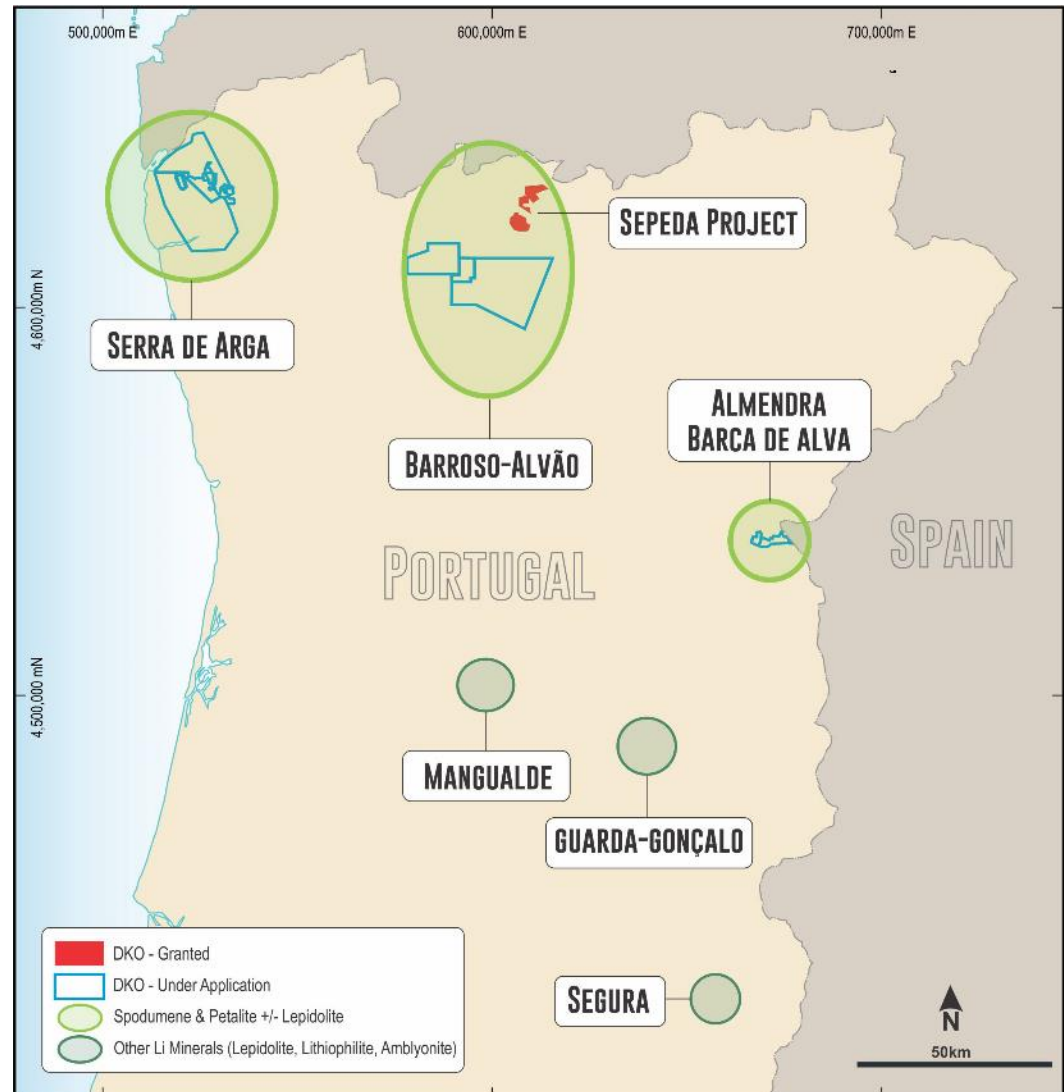 500,000m E
600,000m E
700,000m E
4,600,000m N
4,500,000 mN
SEPEDA PROJECT
SERRA DE ARGA
BARROSO-ALVÃO
ALMENDRA
BARCA DE ALVA
PORTUGAL
SPAIN
MANGUALDE
GUARDA-GONÇALO
SEGURA
DKO - Granted
DKO - Under Application
Spodumene & Petalite +/- Lepidolite
Other Li Minerals (Lepidolite, Lithiophilite, Amblyonite)
N
50km